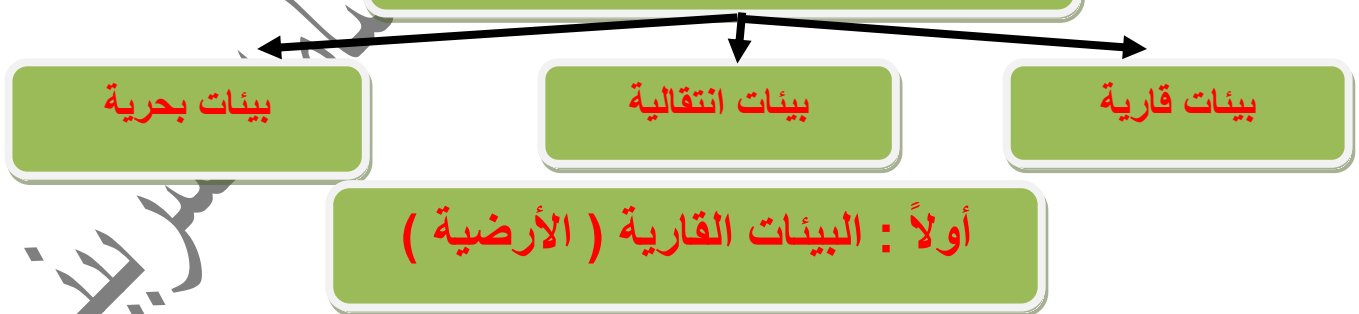 بيئات قارية
بيئات انتقالية
بيئات بحرية
أولاً : البيئات القارية ( الأرضية )